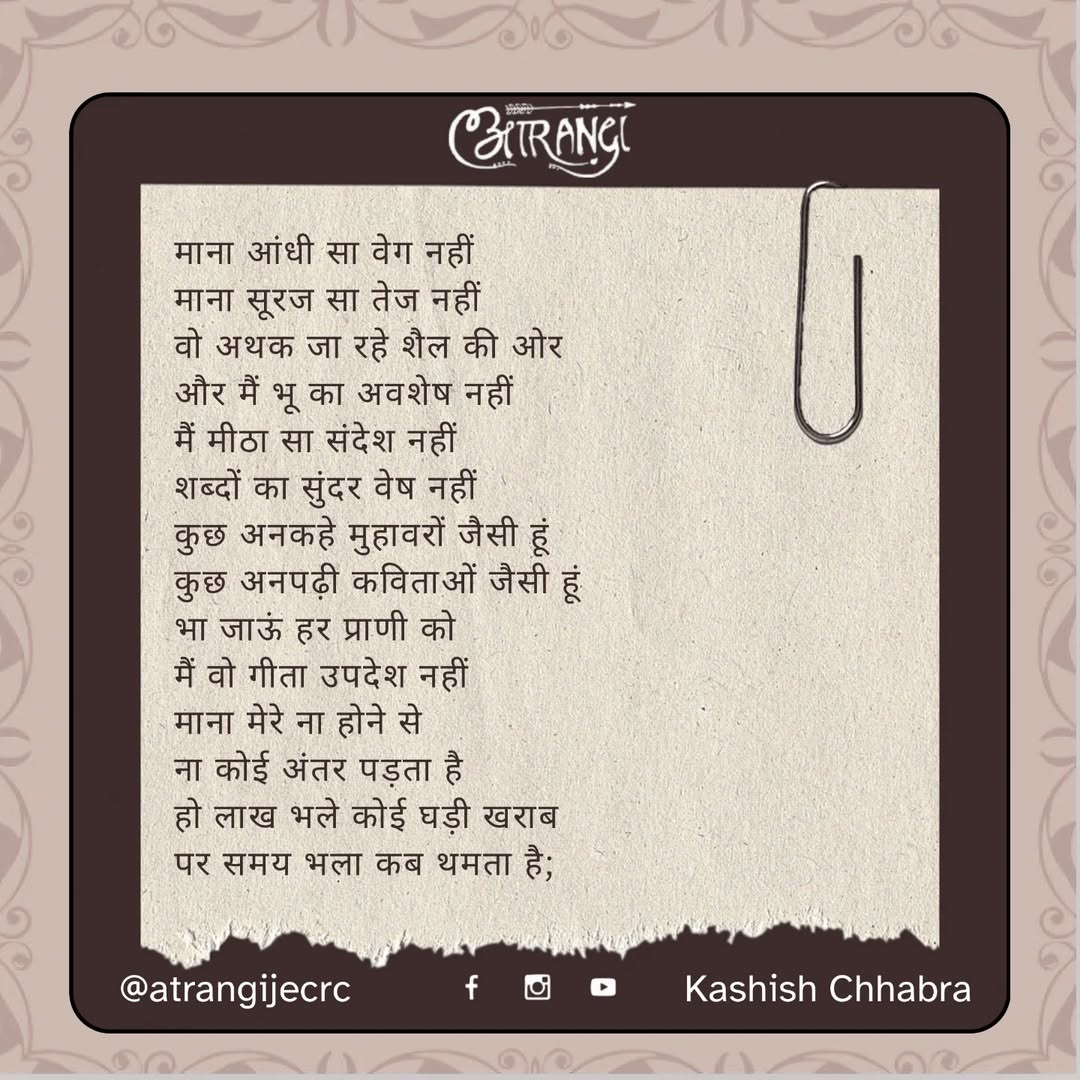 अTRANGI
माना आंधी सा वेग नहीं
माना सूरज सा तेज नहीं
वो अथक जा रहे शैल की ओर
और मैं भू का अवशेष नहीं
मैं मीठा सा संदेश नहीं
शब्दों का सुंदर वेष नहीं
कुछ अनकहे मुहावरों जैसी हूं
कुछ अनपढ़ी कविताओं जैसी हूं
भा जाऊं हर प्राणी को
मैं वो गीता उपदेश नहीं
माना मेरे ना होने से
ना कोई अंतर पड़ता है
हो लाख भले कोई घड़ी खराब
पर समय भला कब थमता है;
@atrangijecrc Kashish Chhabra